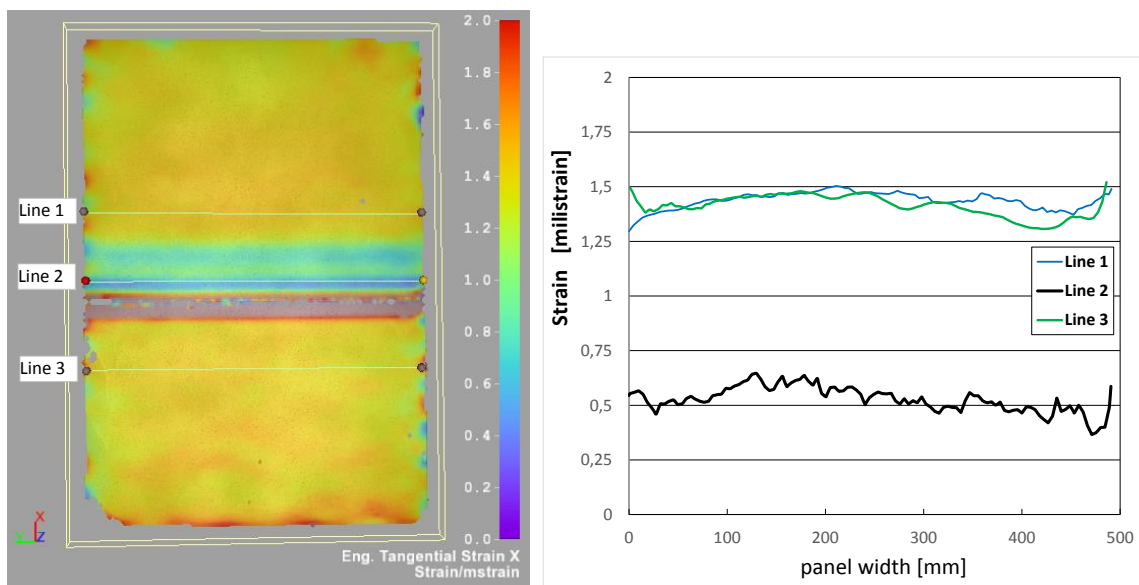 2.0
1.8
1.6
1.4
1.2
1.0
0.8
0.6
0.4
0.2
0.0
Line 1
Line 2
Line 3
X
Y
Z
Eng. Tangential Strain X
Strain/mstrain
Strain [milistrain]
2
1,75
1,5
1,25
1
0,75
0,5
0,25
0
0 100 200 300 400 500
panel width [mm]
Line 1
Line 2
Line 3